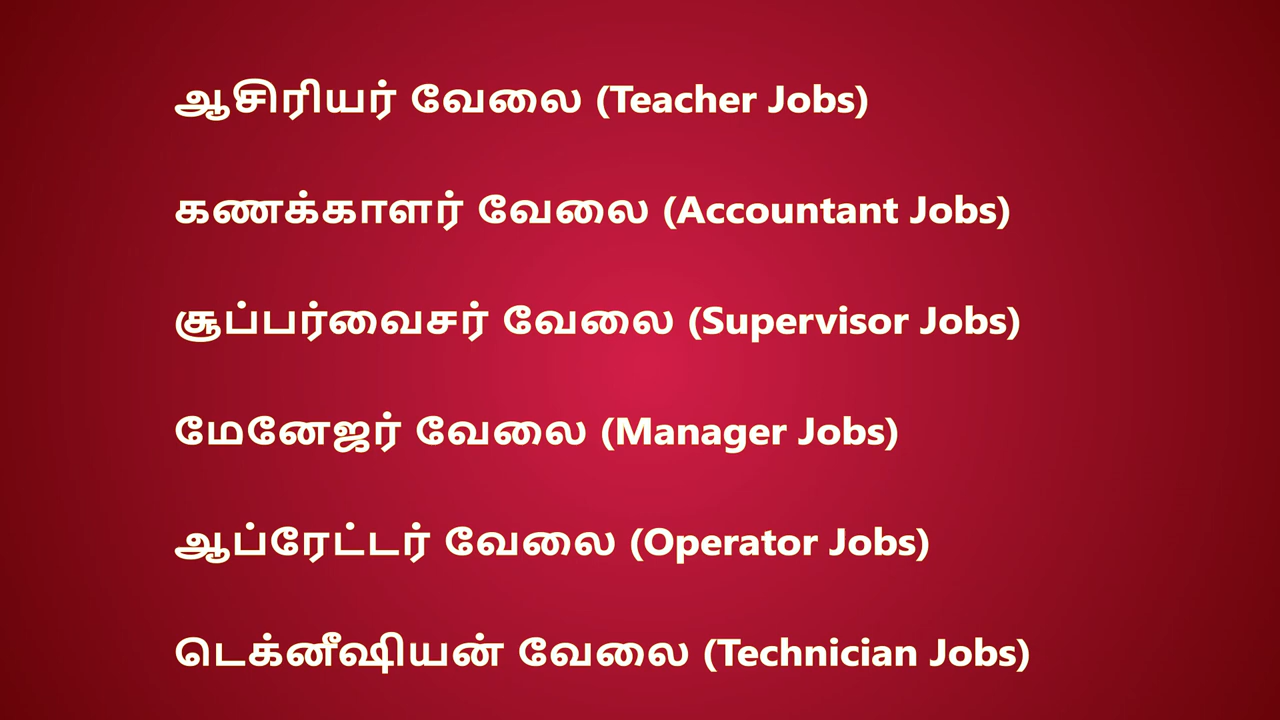 ஆசிரியர் வேலை (Teacher Jobs)
கணக்காளர் வேலை (Accountant Jobs)
சூப்பர்வைசர் வேலை (Supervisor Jobs)
மேனேஜர் வேலை (Manager Jobs)
ஆப்ரேட்டர் வேலை (Operator Jobs)
டெக்னீஷியன் வேலை (Technician Jobs)